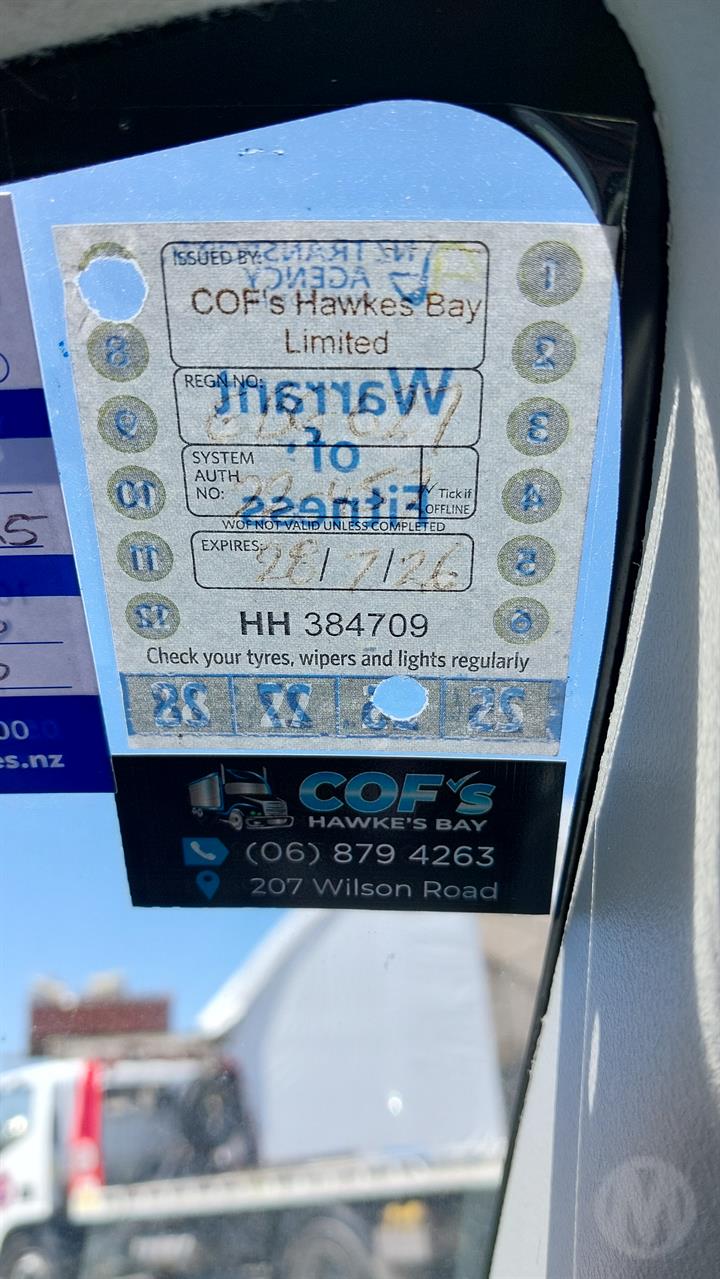 ISSUED BY:
NZ TRANSPORT
AGENCY
COF's Hawkes Bay
Limited
REGN NO:
Warrant
of
Fitness
SYSTEM
AUTH
NO:
Tick if
OFFLINE
WOF NOT VALID UNLESS COMPLETED
EXPIRES: 28/7/26
HH 384709
Check your tyres, wipers and lights regularly
1
2
3
4
5
6
8
9
10
11
12
28 27 25
COF's
HAWKE'S BAY
(06) 879 4263
207 Wilson Road
es.nz
M